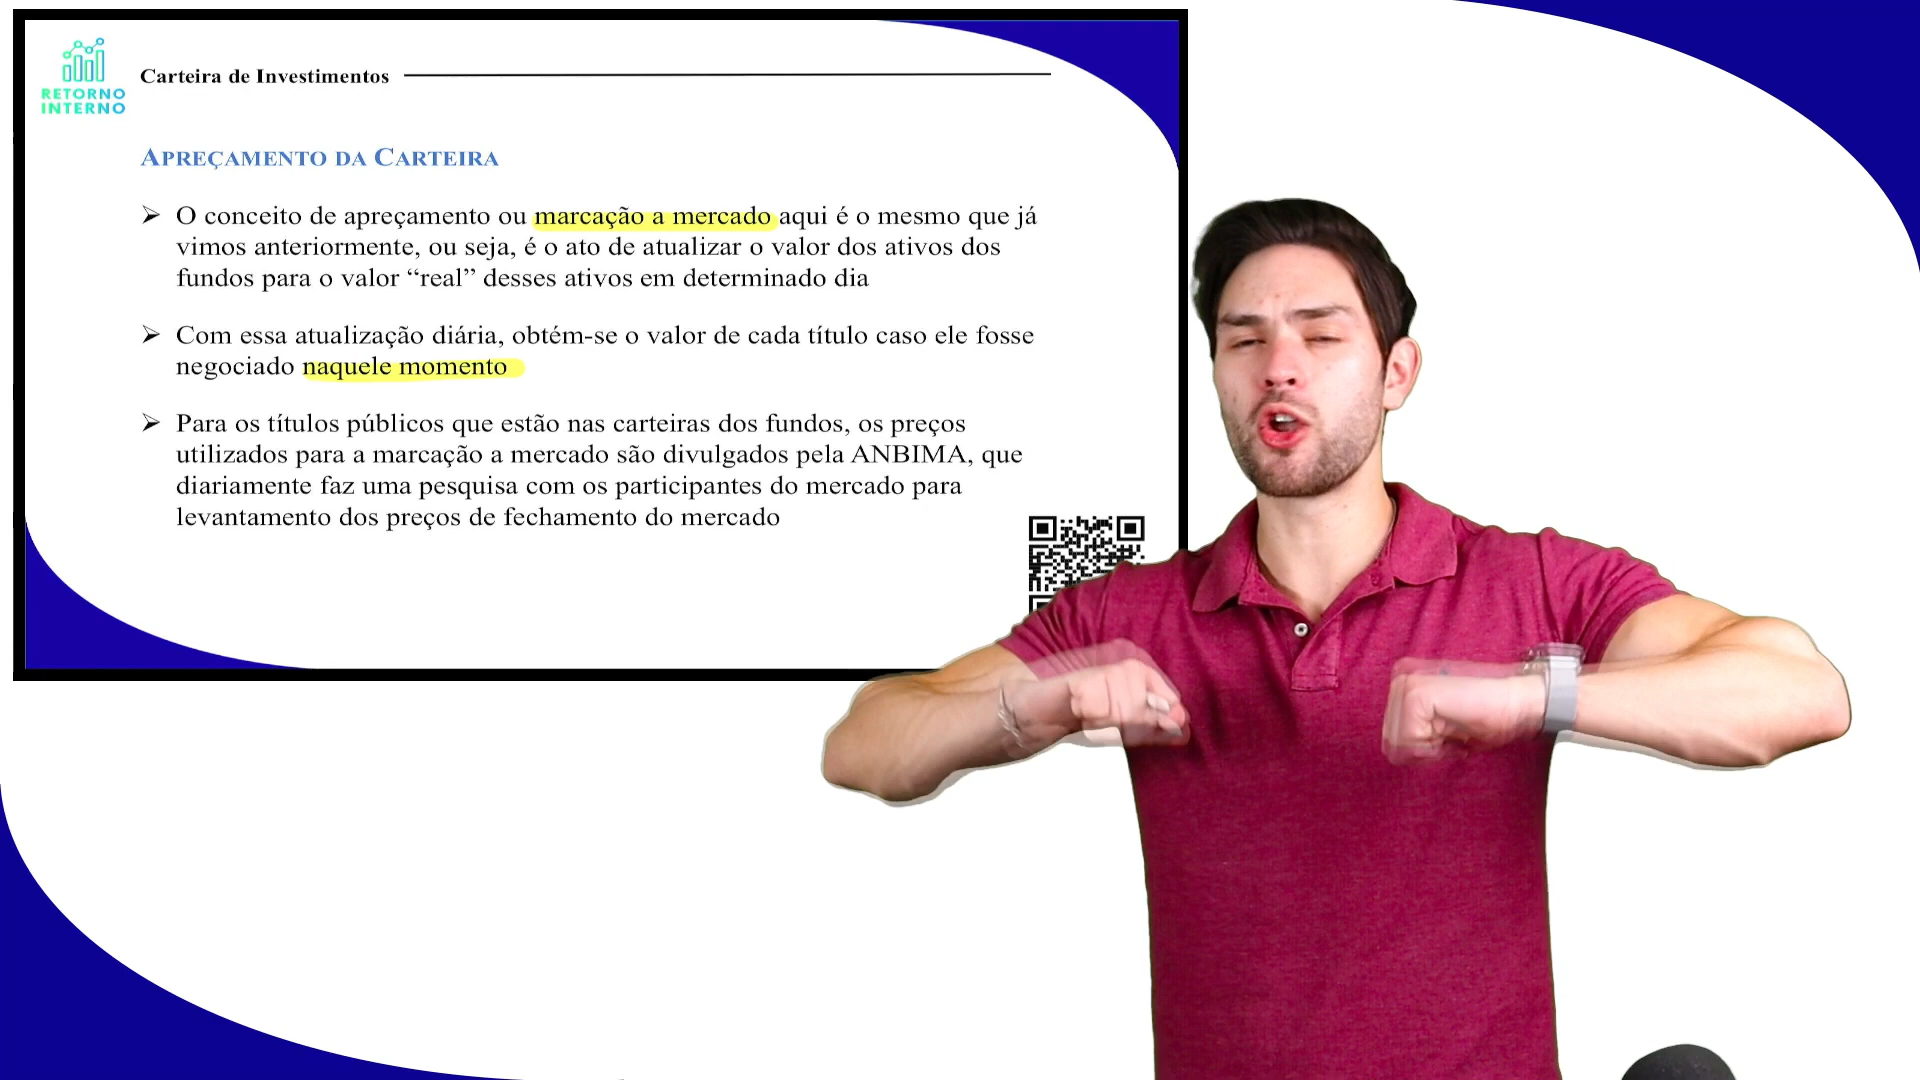 RETORNO
INTERNO
Carteira de Investimentos
APREÇAMENTO DA CARTEIRA
O conceito de apreçamento ou marcação a mercado aqui é o mesmo que já
vimos anteriormente, ou seja, é o ato de atualizar o valor dos ativos dos
fundos para o valor “real” desses ativos em determinado dia
Com essa atualização diária, obtém-se o valor de cada título caso ele fosse
negociado naquele momento
Para os títulos públicos que estão nas carteiras dos fundos, os preços
utilizados para a marcação a mercado são divulgados pela ANBIMA, que
diariamente faz uma pesquisa com os participantes do mercado para
levantamento dos preços de fechamento do mercado